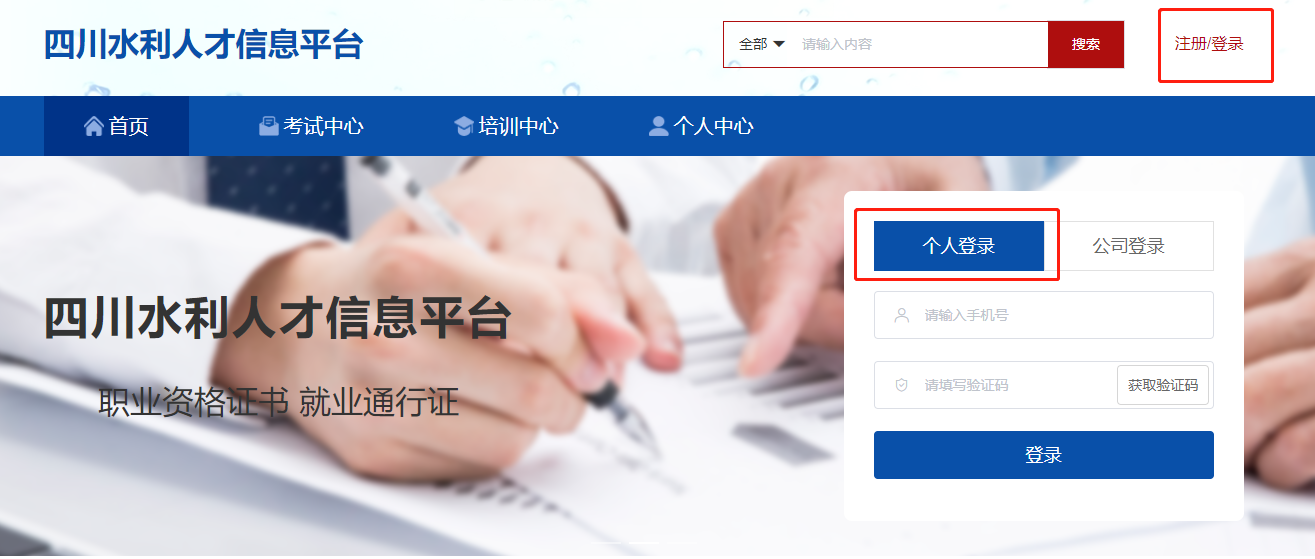 四川水利人才信息平台
全部 请输入内容 搜索
注册/登录
首页 考试中心 培训中心 个人中心
四川水利人才信息平台
职业资格证书 就业通行证
个人登录 公司登录
请输入手机号
请填写验证码 获取验证码
登录